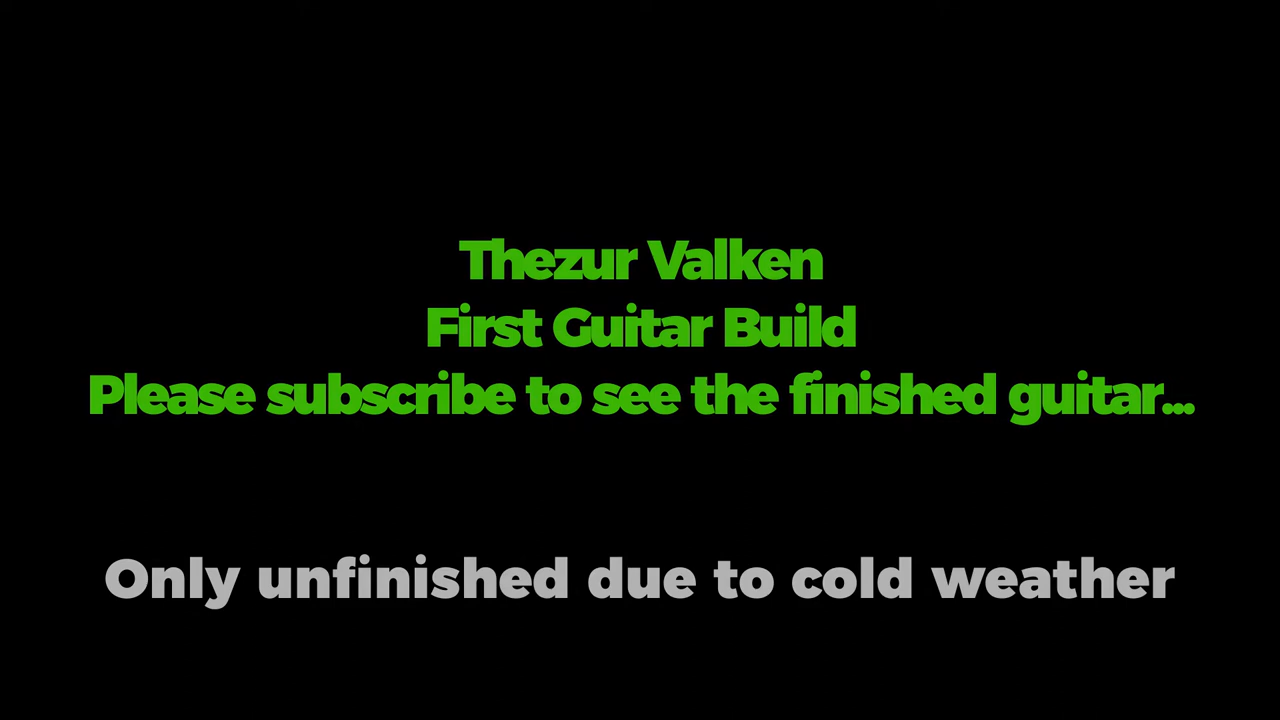 Thezur Valken
First Guitar Build
Please subscribe to see the finished guitar...
Only unfinished due to cold weather